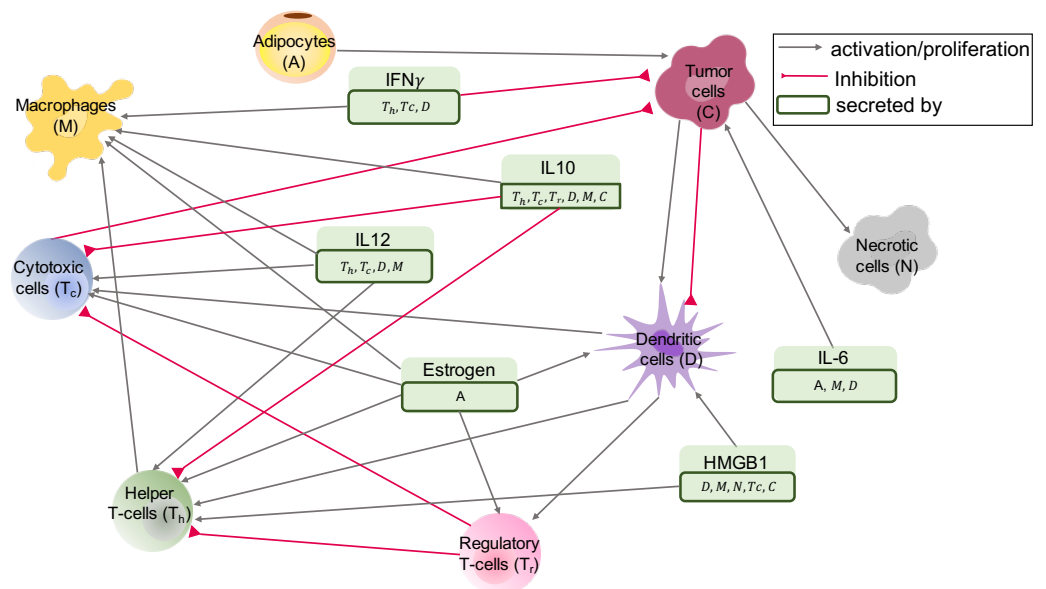 Adipocytes
(A)
activation/proliferation
Inhibition
secreted by
Tumor
cells
(C)
IFNγ
Th, Tc, D
Macrophages
(M)
IL10
Th, Tc, Tr, D, M, C
Necrotic
cells (N)
IL12
Th, Tc, D, M
Cytotoxic
cells (Tc)
Dendritic
cells (D)
IL-6
A, M, D
Estrogen
A
HMGB1
D, M, N, Tc, C
Helper
T-cells (Th)
Regulatory
T-cells (Tr)